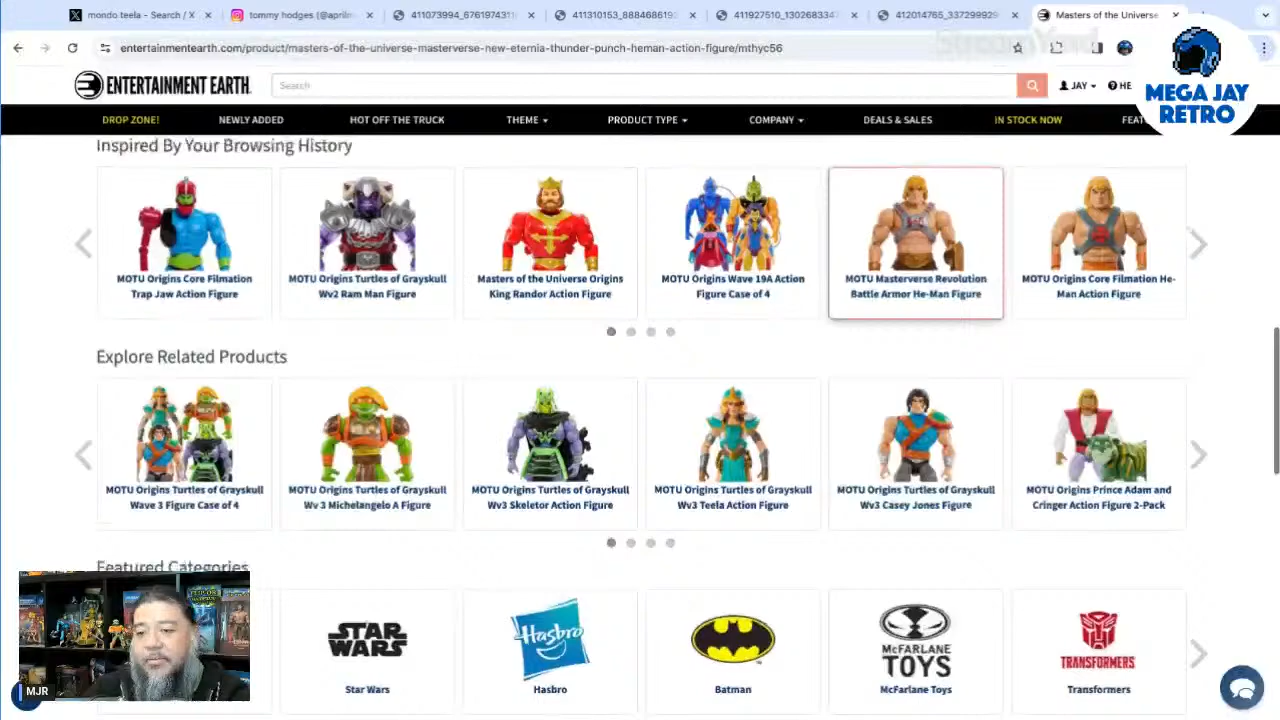 mondo teela - Search / X
tommy hodges (@aprilm
411073994_6761974317
411310153_8884686192
411927510_1302683347
412014765_3372999290
Masters of the Universe
entertainmentearth.com/product/masters-of-the-universe-masterverse-new-eternia-thunder-punch-heman-action-figure/mthyc56
ENTERTAINMENT EARTH
Search
JAY
HE
MEGA JAY
RETRO
DROP ZONE!
NEWLY ADDED
HOT OFF THE TRUCK
THEME
PRODUCT TYPE
COMPANY
DEALS & SALES
IN STOCK NOW
FEAT
Inspired By Your Browsing History
MOTU Origins Core Filmation
Trap Jaw Action Figure
MOTU Origins Turtles of Grayskull
Wv2 Ram Man Figure
Masters of the Universe Origins
King Randor Action Figure
MOTU Origins Wave 19A Action
Figure Case of 4
MOTU Masterverse Revolution
Battle Armor He-Man Figure
MOTU Origins Core Filmation He-
Man Action Figure
Explore Related Products
MOTU Origins Turtles of Grayskull
Wave 3 Figure Case of 4
MOTU Origins Turtles of Grayskull
Wv 3 Michelangelo A Figure
MOTU Origins Turtles of Grayskull
Wv3 Skeletor Action Figure
MOTU Origins Turtles of Grayskull
Wv3 Teela Action Figure
MOTU Origins Turtles of Grayskull
Wv3 Casey Jones Figure
MOTU Origins Prince Adam and
Cringer Action Figure 2-Pack
Featured Categories
STAR
WARS
Star Wars
Hasbro
Hasbro
Batman
McFARLANE
TOYS
McFarlane Toys
TRANSFORMERS
Transformers
MJR